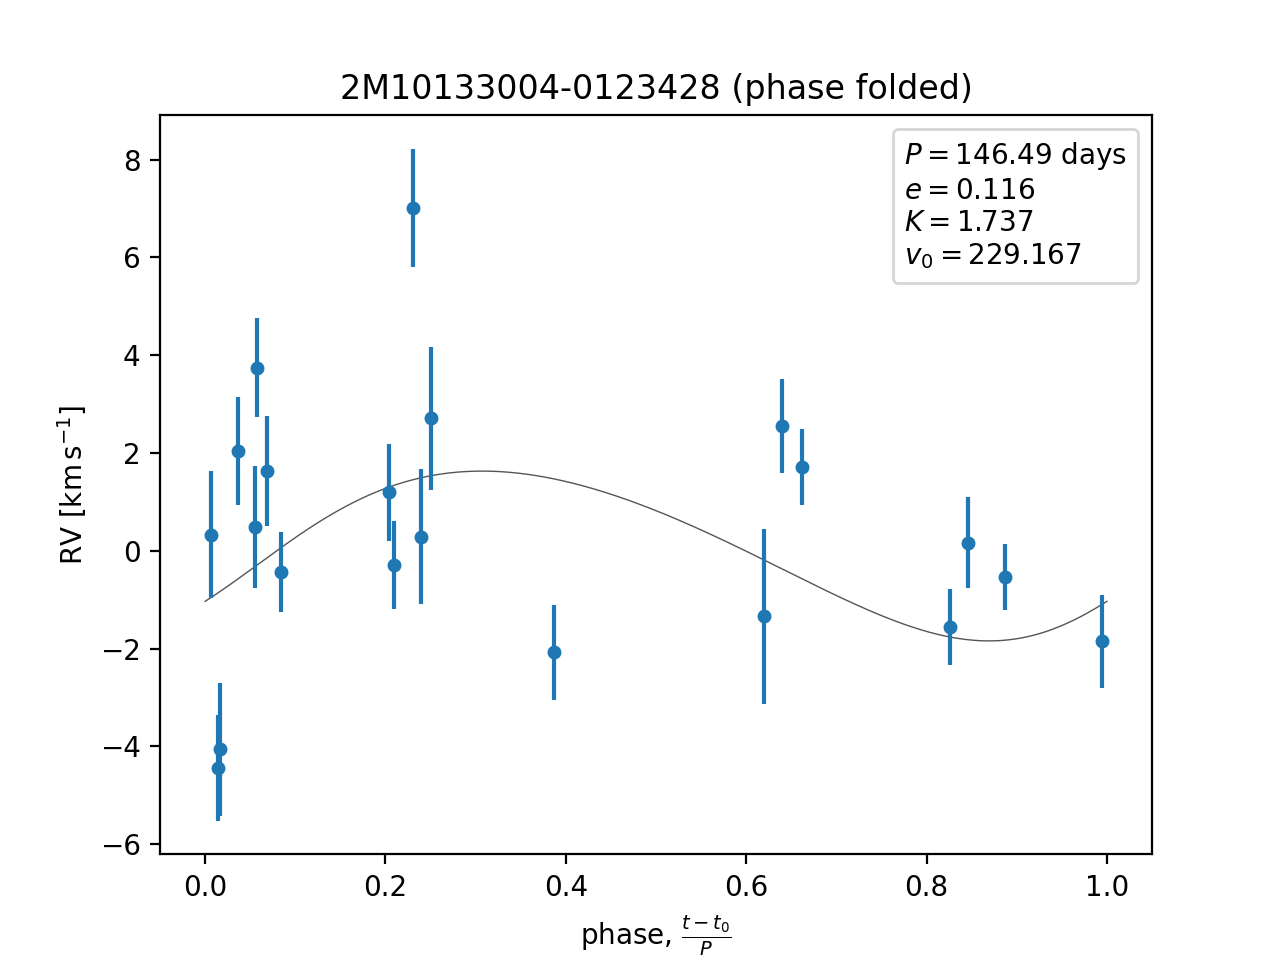 2M10133004-0123428 (phase folded)
P = 146.49 days
e = 0.116
K = 1.737
v₀ = 229.167
8
6
4
2
0
−2
−4
−6
RV [km s⁻¹]
0.0 0.2 0.4 0.6 0.8 1.0
phase, (t − t₀)/P